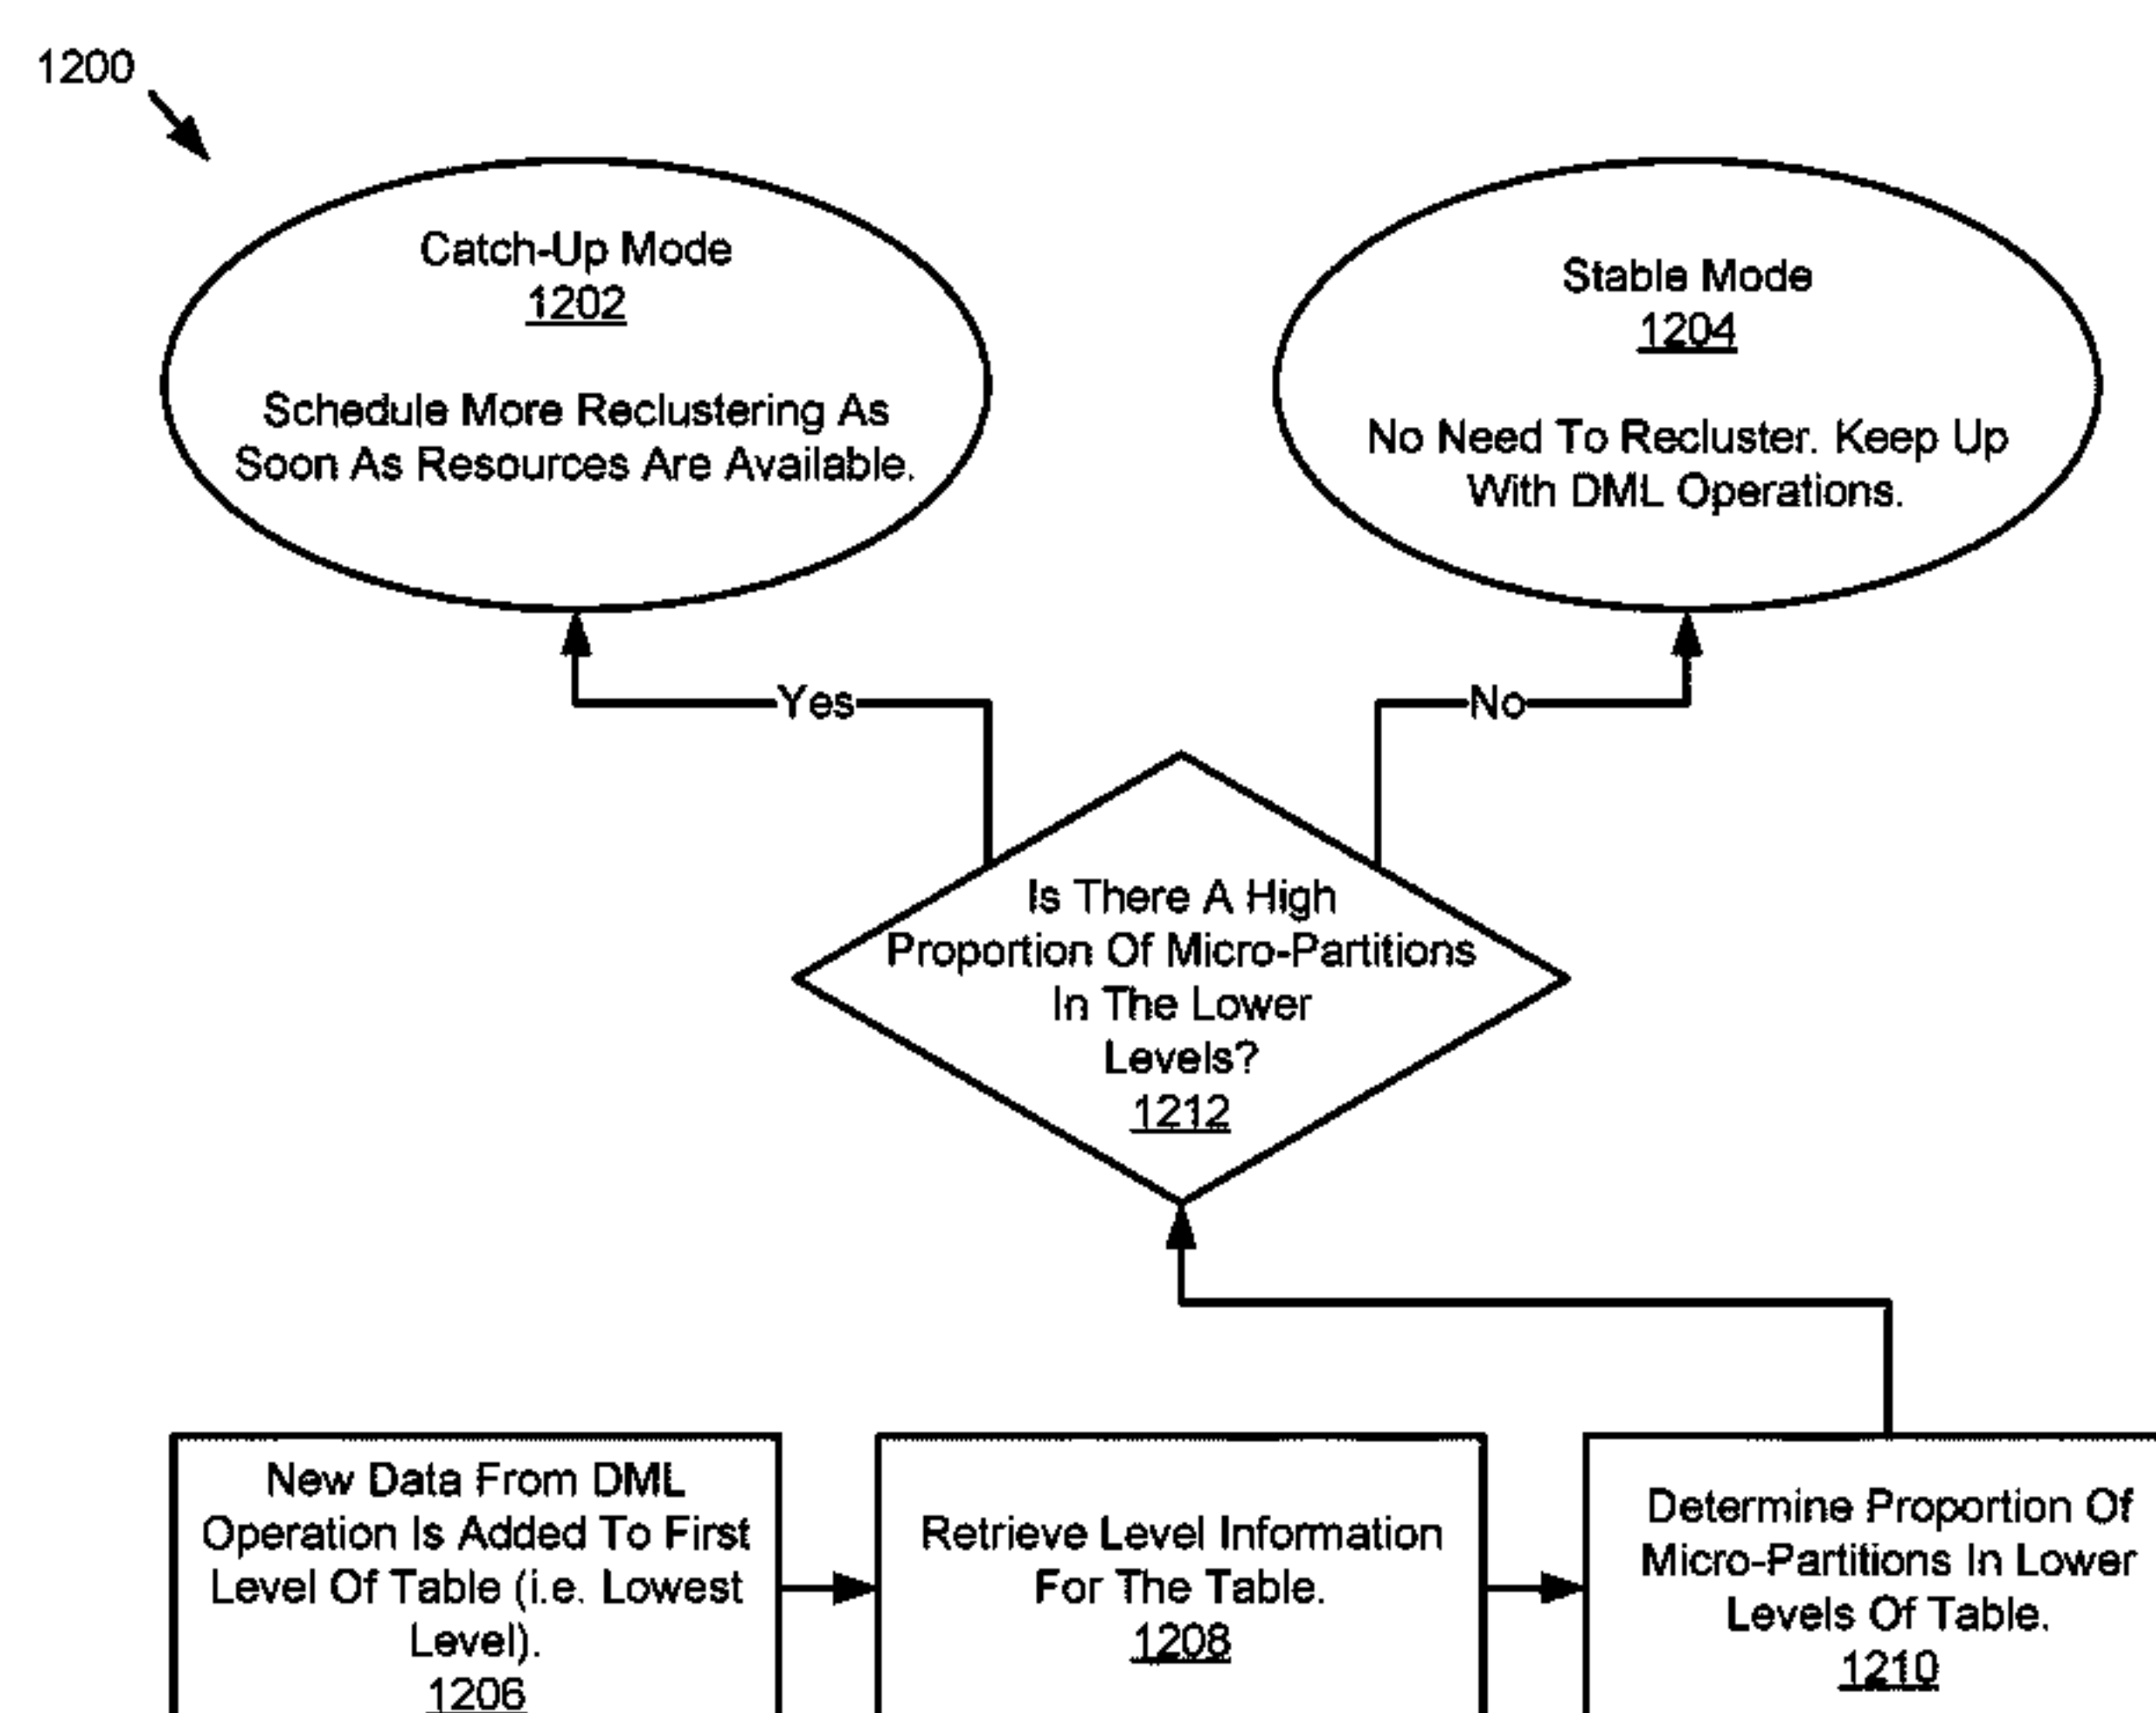 1200
Catch-Up Mode
1202
Schedule More Reclustering As
Soon As Resources Are Available.
Stable Mode
1204
No Need To Recluster. Keep Up
With DML Operations.
Yes
No
Is There A High
Proportion Of Micro-Partitions
In The Lower
Levels?
1212
New Data From DML
Operation Is Added To First
Level Of Table (i.e. Lowest
Level).
1206
Retrieve Level Information
For The Table.
1208
Determine Proportion Of
Micro-Partitions In Lower
Levels Of Table.
1210